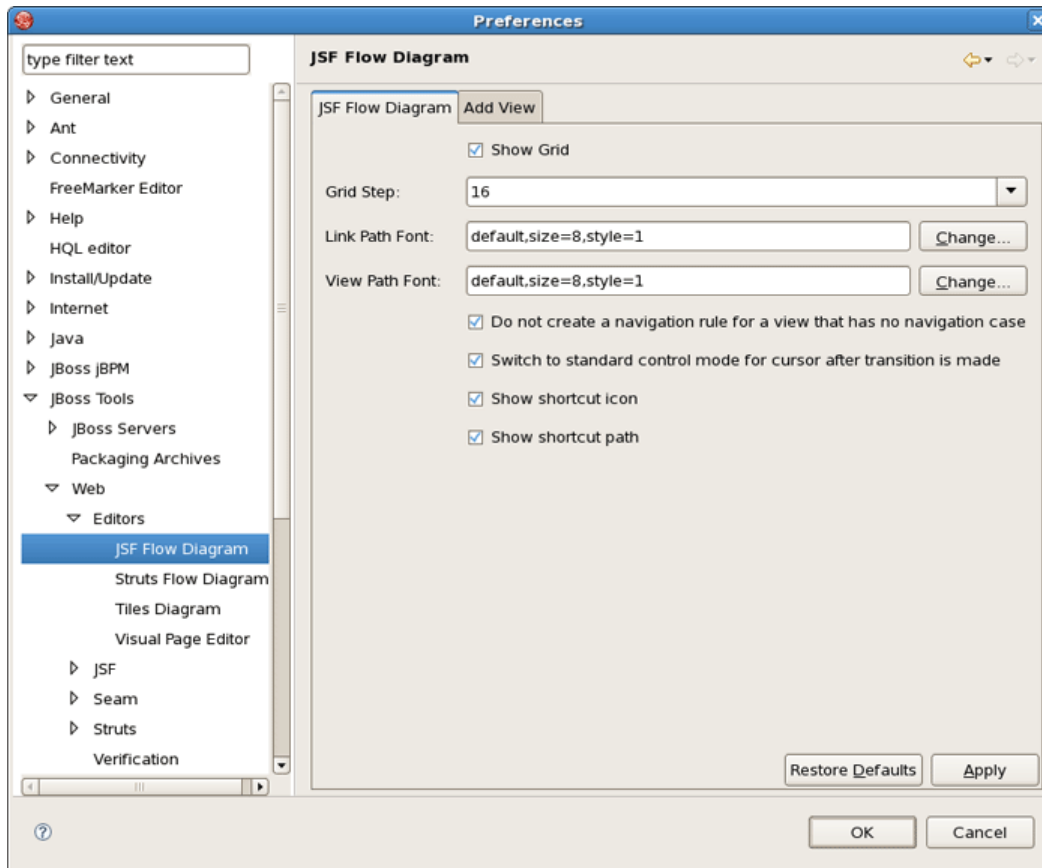 Preferences
type filter text
General
Ant
Connectivity
FreeMarker Editor
Help
HQL editor
Install/Update
Internet
Java
JBoss jBPM
JBoss Tools
JBoss Servers
Packaging Archives
Web
Editors
JSF Flow Diagram
Struts Flow Diagram
Tiles Diagram
Visual Page Editor
JSF
Seam
Struts
Verification
JSF Flow Diagram
JSF Flow Diagram Add View
Show Grid
Grid Step: 16
Link Path Font: default,size=8,style=1 Change...
View Path Font: default,size=8,style=1 Change...
Do not create a navigation rule for a view that has no navigation case
Switch to standard control mode for cursor after transition is made
Show shortcut icon
Show shortcut path
Restore Defaults Apply
OK Cancel